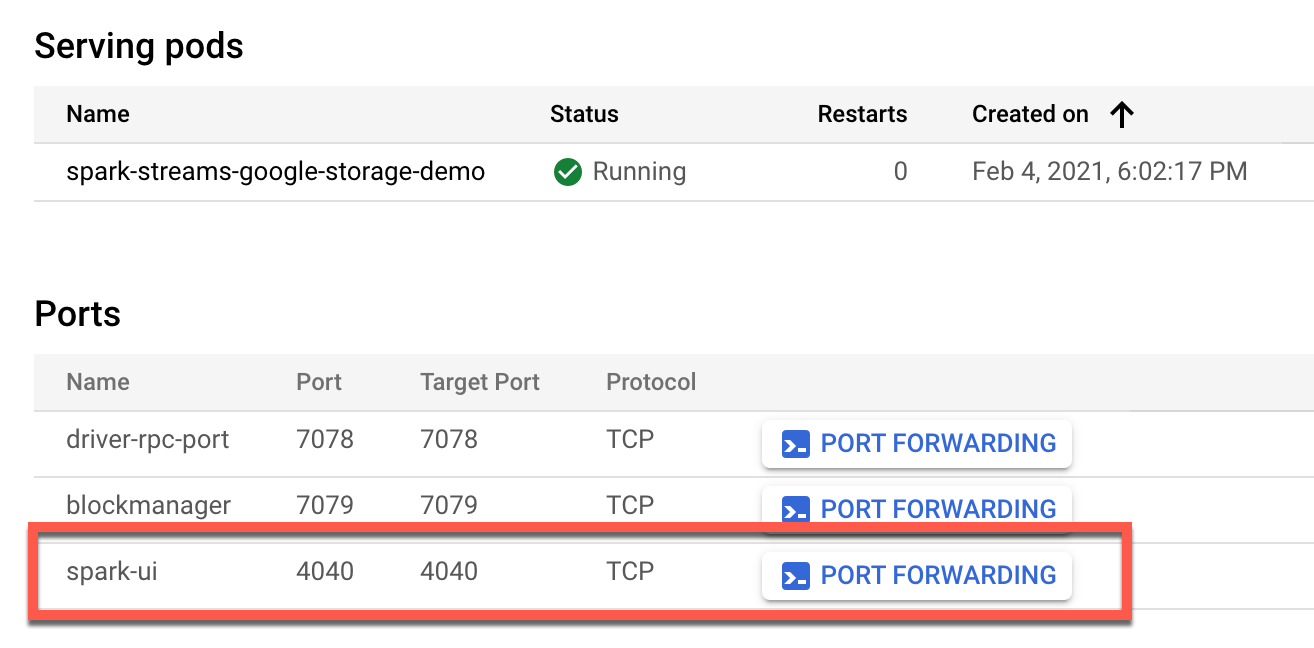 Serving pods
Name Status Restarts Created on
spark-streams-google-storage-demo Running 0 Feb 4, 2021, 6:02:17 PM
Ports
Name Port Target Port Protocol
driver-rpc-port 7078 7078 TCP PORT FORWARDING
blockmanager 7079 7079 TCP PORT FORWARDING
spark-ui 4040 4040 TCP PORT FORWARDING